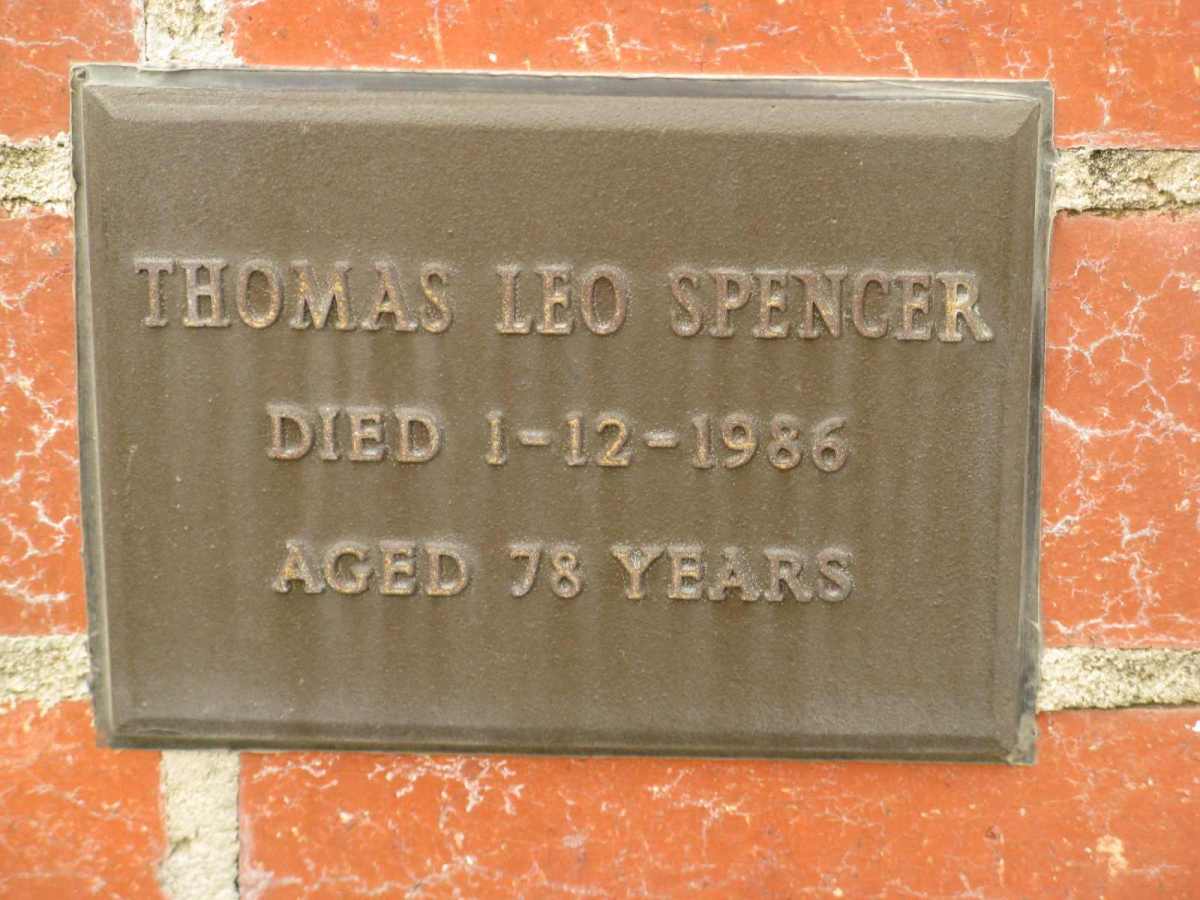 THOMAS LEO SPENCER
DIED 1-12-1986
AGED 78 YEARS